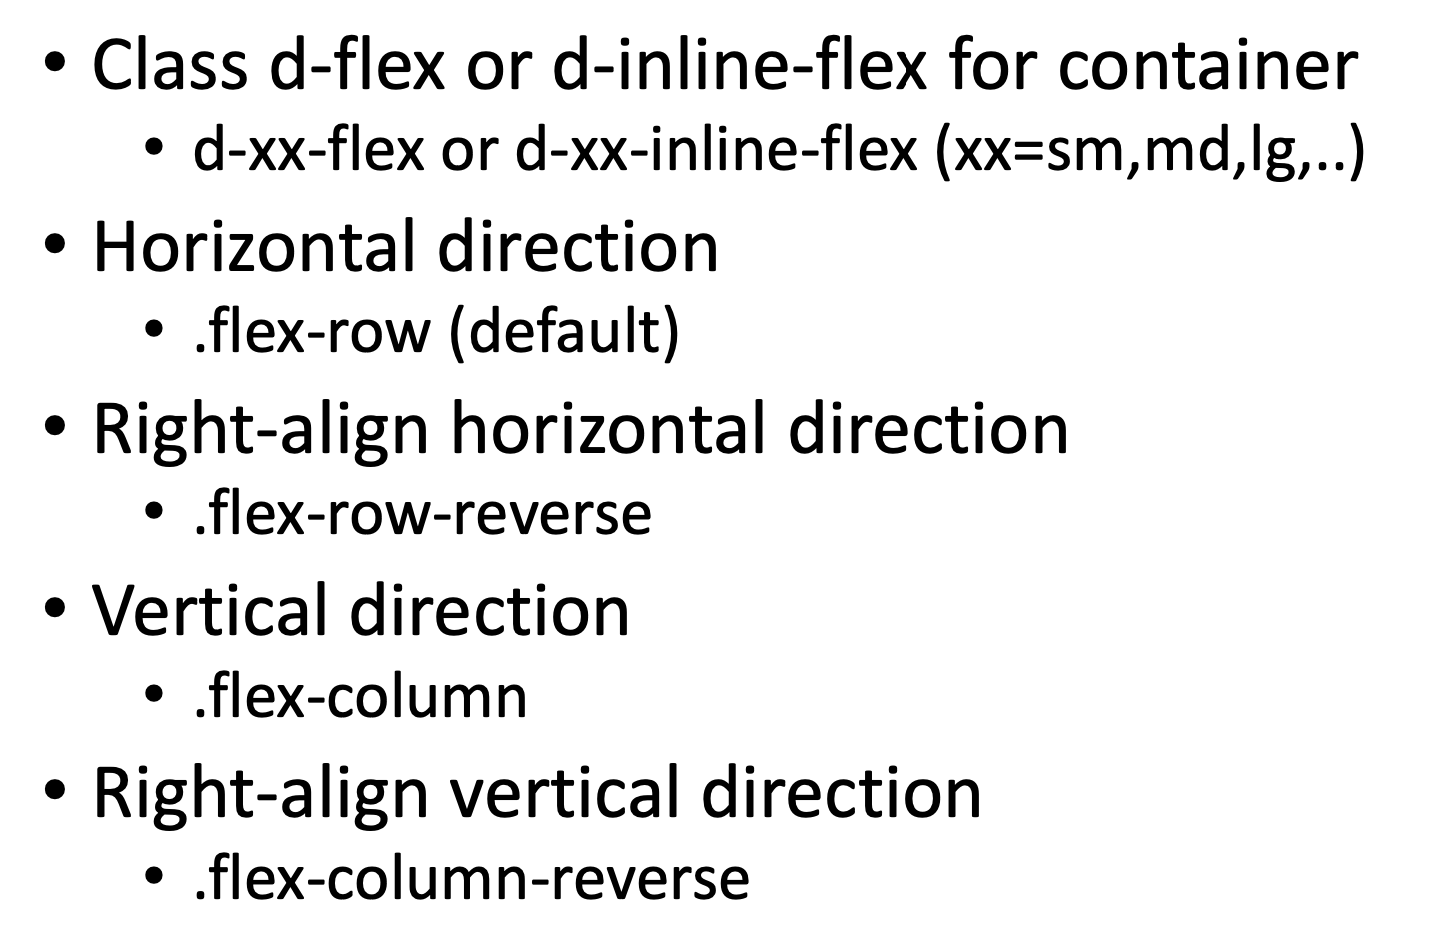 • Class d-flex or d-inline-flex for container
• d-xx-flex or d-xx-inline-flex (xx=sm,md,lg,..)
• Horizontal direction
• .flex-row (default)
• Right-align horizontal direction
• .flex-row-reverse
• Vertical direction
• .flex-column
• Right-align vertical direction
• .flex-column-reverse